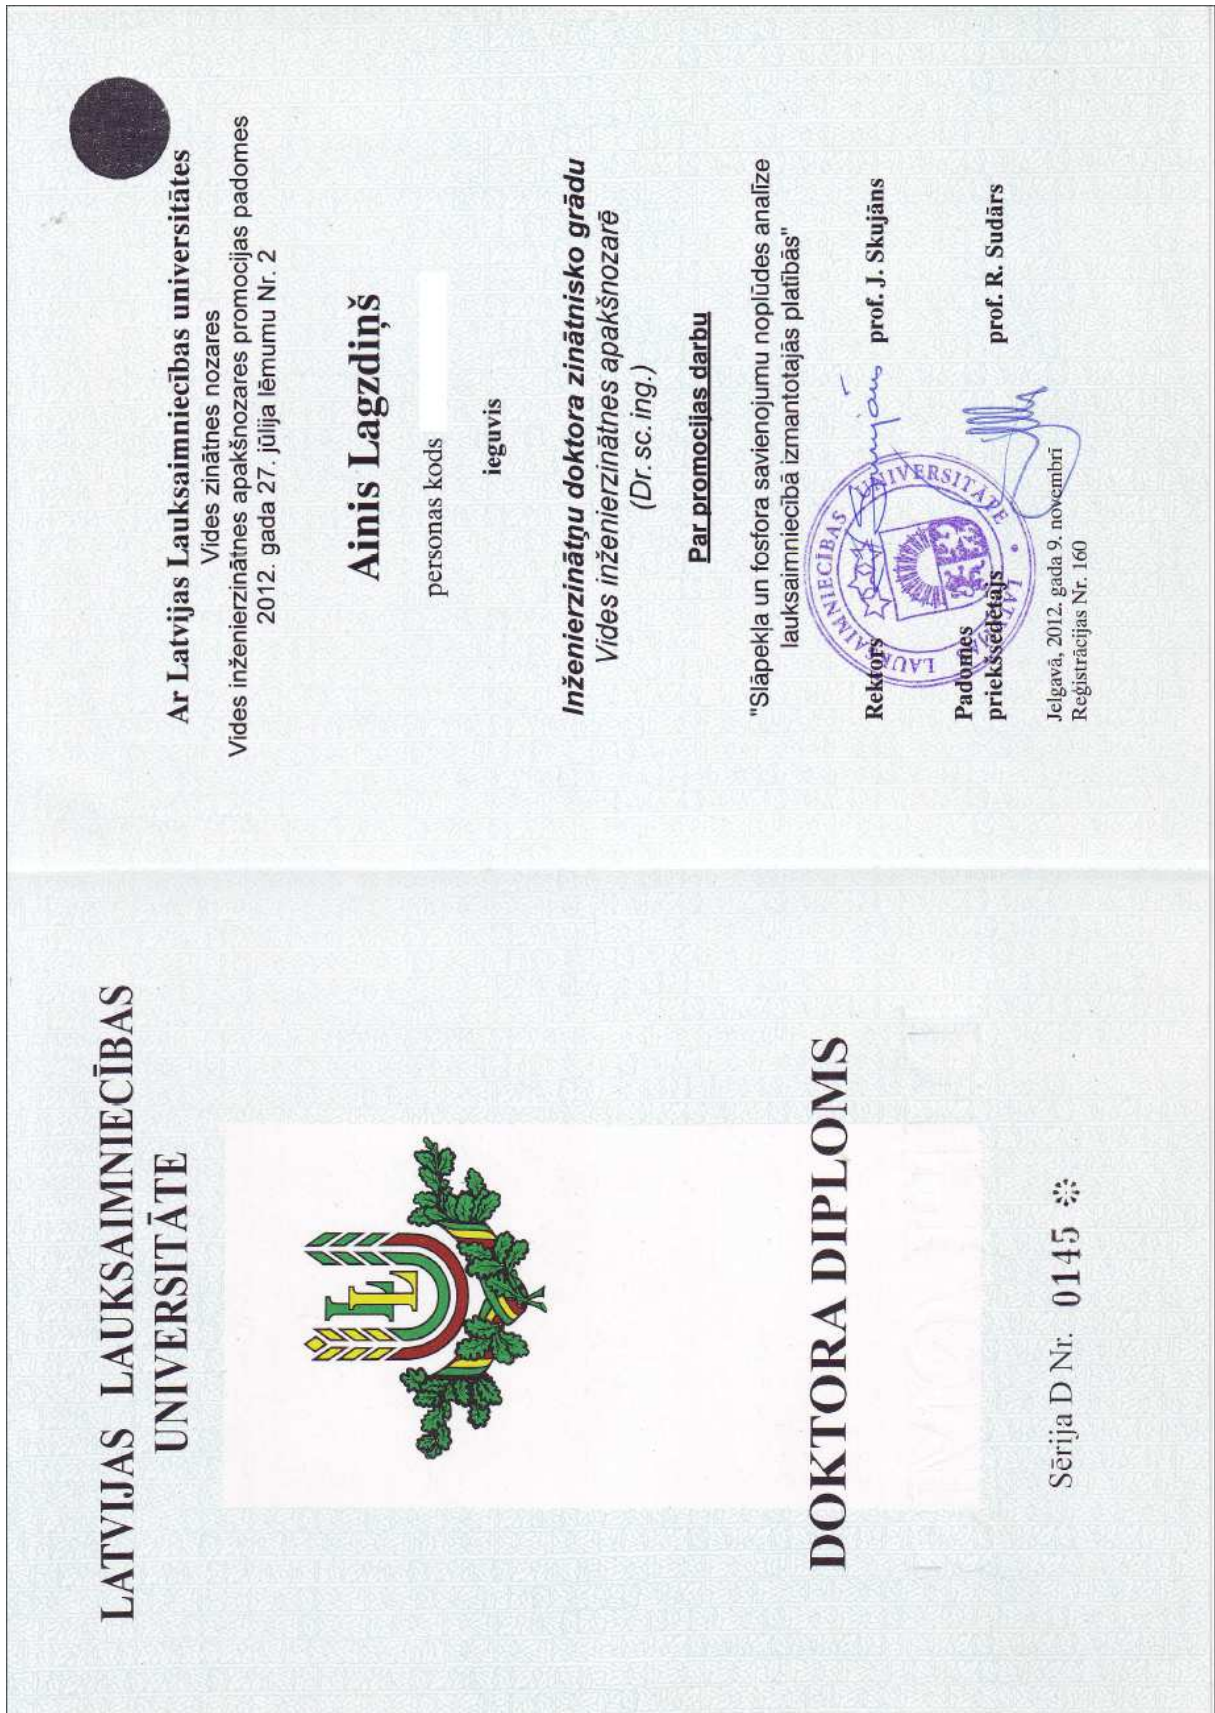 LATVIJAS LAUKSAIMNIECĪBAS
UNIVERSITĀTE
LL
DOKTORA DIPLOMS
Sērija D Nr. 0145
Ar Latvijas Lauksaimniecības universitātes
Vides zinātnes nozares
Vides inženierzinātnes apakšnozares promocijas padomes
2012. gada 27. jūlija lēmumu Nr. 2
Ainis Lagzdiņš
personas kods
ieguvis
Inženierzinātņu doktora zinātnisko grādu
Vides inženierzinātnes apakšnozarē
(Dr. sc. ing.)
Par promocijas darbu
"Slāpekļa un fosfora savienojumu noplūdes analīze
lauksaimniecībā izmantotajās platībās"
Rektors prof. J. Skujāns
Padomes
priekšsēdētājs prof. R. Sudārs
LATVIJAS LAUKSAIMNIECĪBAS UNIVERSITĀTE
Jelgavā, 2012. gada 9. novembrī
Reģistrācijas Nr. 160